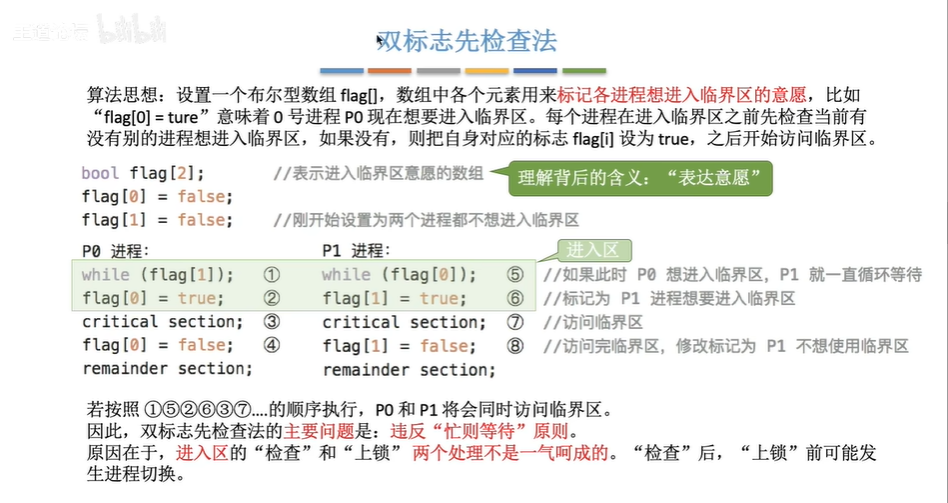 双标志先检查法
算法思想：设置一个布尔型数组 flag[]，数组中各个元素用来标记各进程想进入临界区的意愿，比如
“flag[0] = ture”意味着 0 号进程 P0 现在想要进入临界区。每个进程在进入临界区之前先检查当前有
没有别的进程想进入临界区，如果没有，则把自身对应的标志 flag[i] 设为 true，之后开始访问临界区。
bool flag[2]; //表示进入临界区意愿的数组
理解背后的含义：“表达意愿”
flag[0] = false;
flag[1] = false; //刚开始设置为两个进程都不想进入临界区
P0 进程： P1 进程： 进入区
while (flag[1]); ① while (flag[0]); ⑤ //如果此时 P0 想进入临界区，P1 就一直循环等待
flag[0] = true; ② flag[1] = true; ⑥ //标记为 P1 进程想要进入临界区
critical section; ③ critical section; ⑦ //访问临界区
flag[0] = false; ④ flag[1] = false; ⑧ //访问完临界区，修改标记为 P1 不想使用临界区
remainder section; remainder section;
若按照 ①⑤②⑥③⑦....的顺序执行，P0 和 P1 将会同时访问临界区。
因此，双标志先检查法的主要问题是：违反“忙则等待”原则。
原因在于，进入区的“检查”和“上锁” 两个处理不是一气呵成的。“检查”后，“上锁”前可能发
生进程切换。